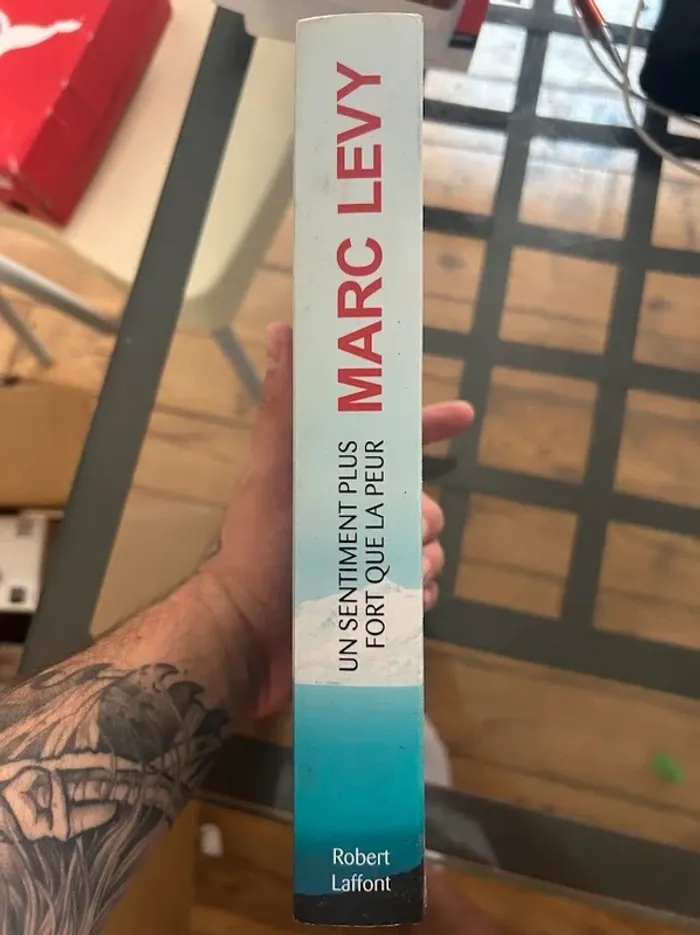 MARC LEVY
UN SENTIMENT PLUS
FORT QUE LA PEUR
Robert
Laffont